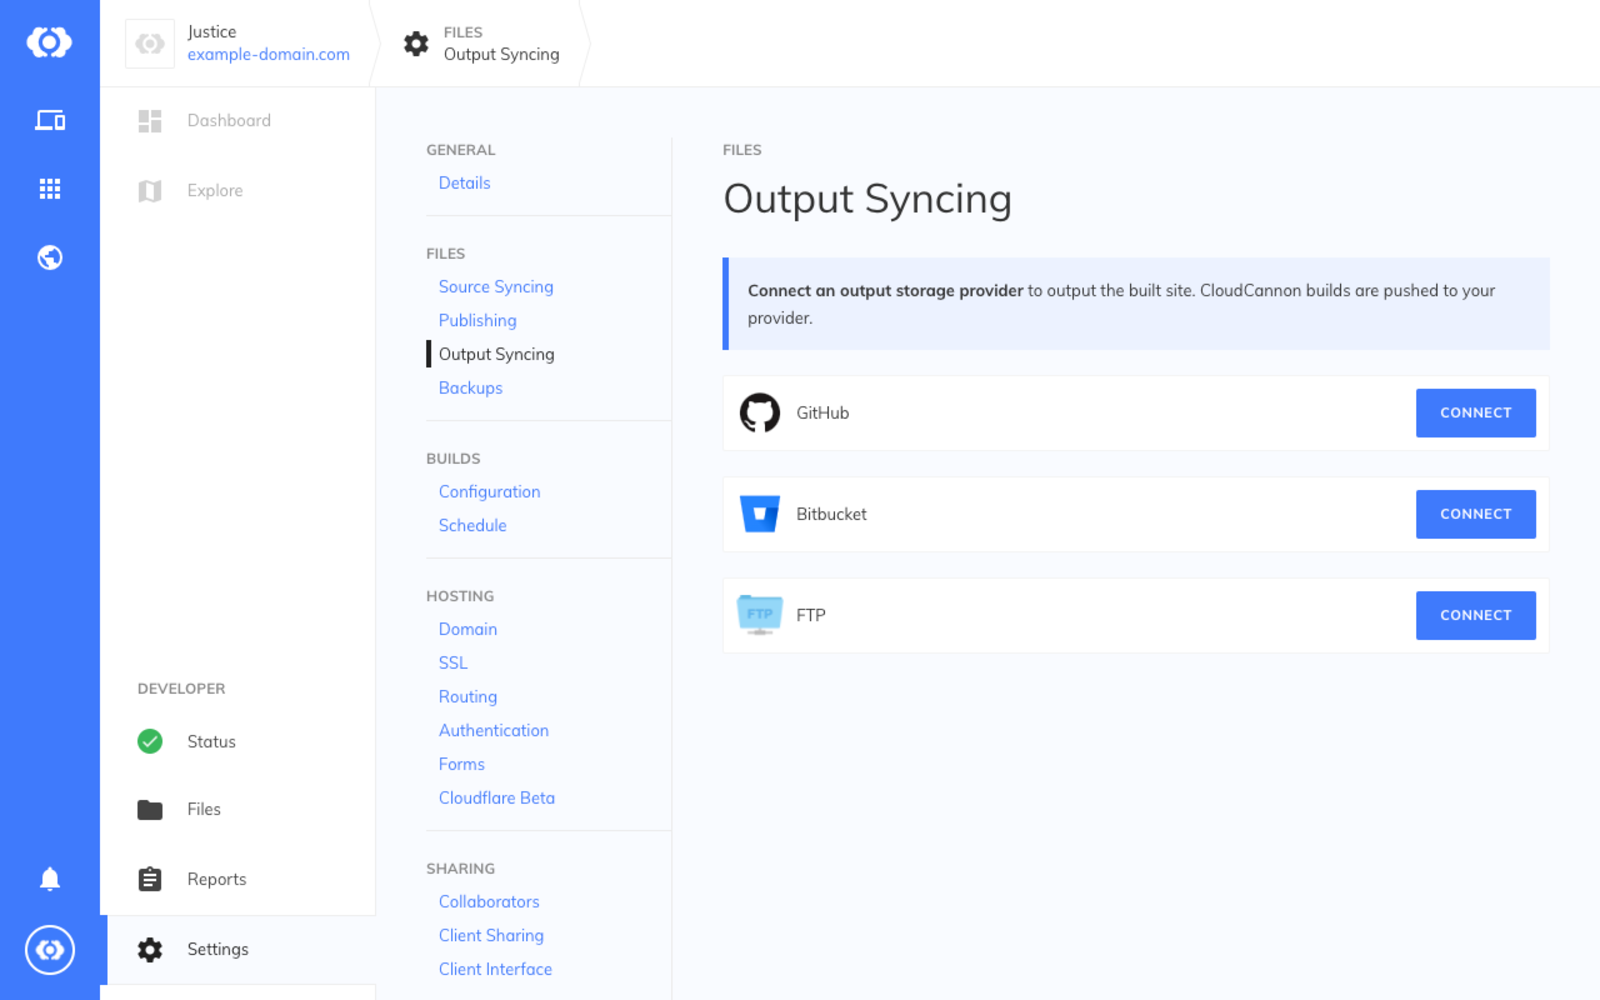 Justice
example-domain.com
FILES
Output Syncing
Dashboard
Explore
DEVELOPER
Status
Files
Reports
Settings
GENERAL
Details
FILES
Source Syncing
Publishing
Output Syncing
Backups
BUILDS
Configuration
Schedule
HOSTING
Domain
SSL
Routing
Authentication
Forms
Cloudflare Beta
SHARING
Collaborators
Client Sharing
Client Interface
FILES
Output Syncing
Connect an output storage provider to output the built site. CloudCannon builds are pushed to your
provider.
GitHub
CONNECT
Bitbucket
CONNECT
FTP
FTP
CONNECT